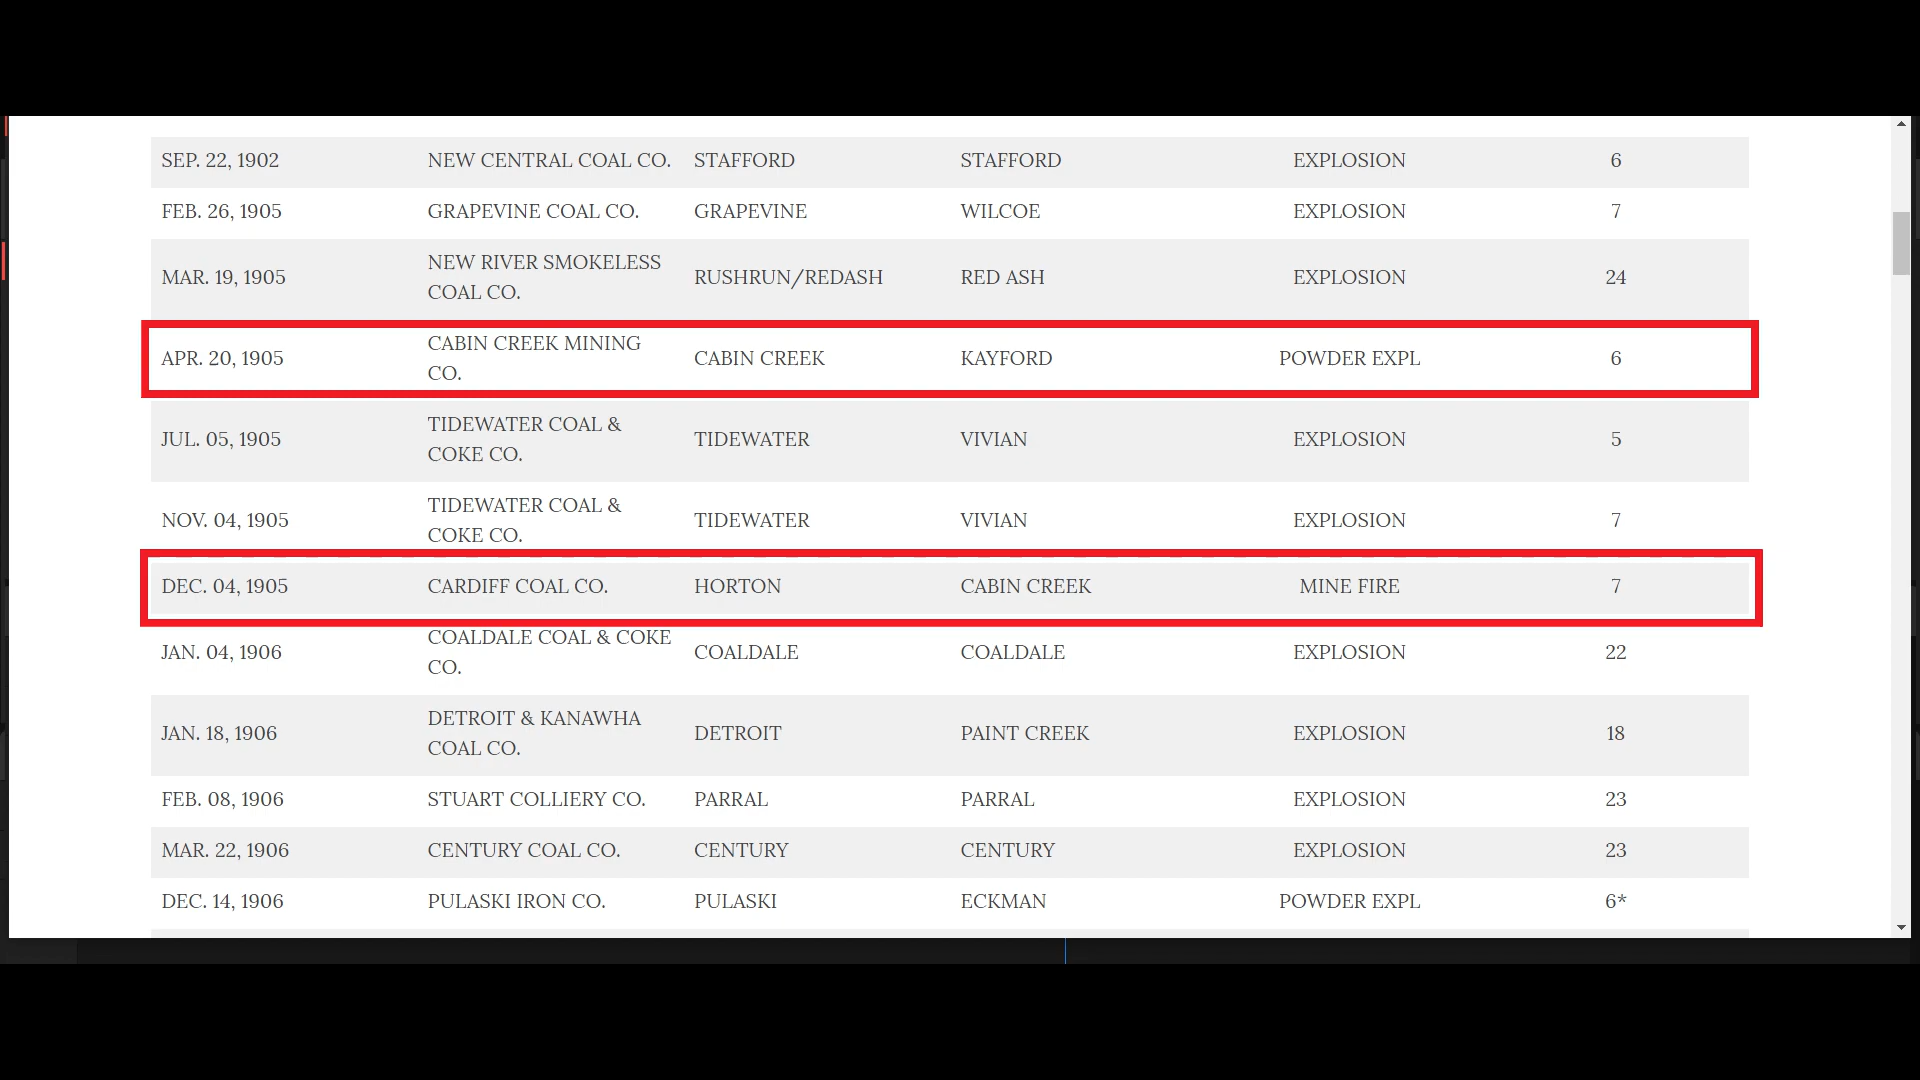 SEP. 22, 1902 NEW CENTRAL COAL CO. STAFFORD STAFFORD EXPLOSION 6
FEB. 26, 1905 GRAPEVINE COAL CO. GRAPEVINE WILCOE EXPLOSION 7
MAR. 19, 1905 NEW RIVER SMOKELESS COAL CO. RUSHRUN/REDASH RED ASH EXPLOSION 24
APR. 20, 1905 CABIN CREEK MINING CO. CABIN CREEK KAYFORD POWDER EXPL 6
JUL. 05, 1905 TIDEWATER COAL & COKE CO. TIDEWATER VIVIAN EXPLOSION 5
NOV. 04, 1905 TIDEWATER COAL & COKE CO. TIDEWATER VIVIAN EXPLOSION 7
DEC. 04, 1905 CARDIFF COAL CO. HORTON CABIN CREEK MINE FIRE 7
JAN. 04, 1906 COALDALE COAL & COKE CO. COALDALE COALDALE EXPLOSION 22
JAN. 18, 1906 DETROIT & KANAWHA COAL CO. DETROIT PAINT CREEK EXPLOSION 18
FEB. 08, 1906 STUART COLLIERY CO. PARRAL PARRAL EXPLOSION 23
MAR. 22, 1906 CENTURY COAL CO. CENTURY CENTURY EXPLOSION 23
DEC. 14, 1906 PULASKI IRON CO. PULASKI ECKMAN POWDER EXPL 6*